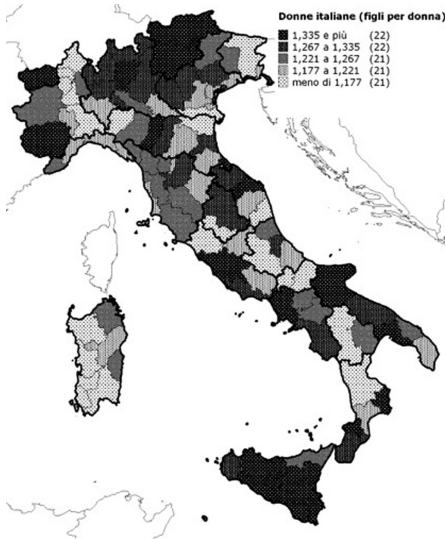 Donne italiane (figli per donna)
1,335 e più (22)
1,267 a 1,335 (22)
1,221 a 1,267 (21)
1,177 a 1,221 (21)
meno di 1,177 (21)